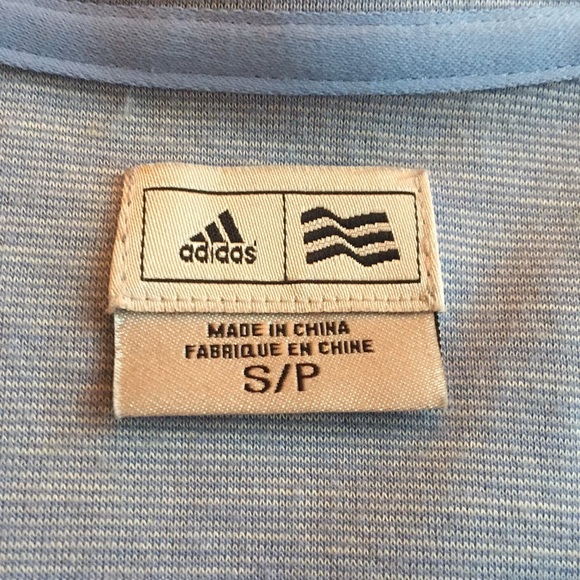 adidas
MADE IN CHINA
FABRIQUE EN CHINE
S/P